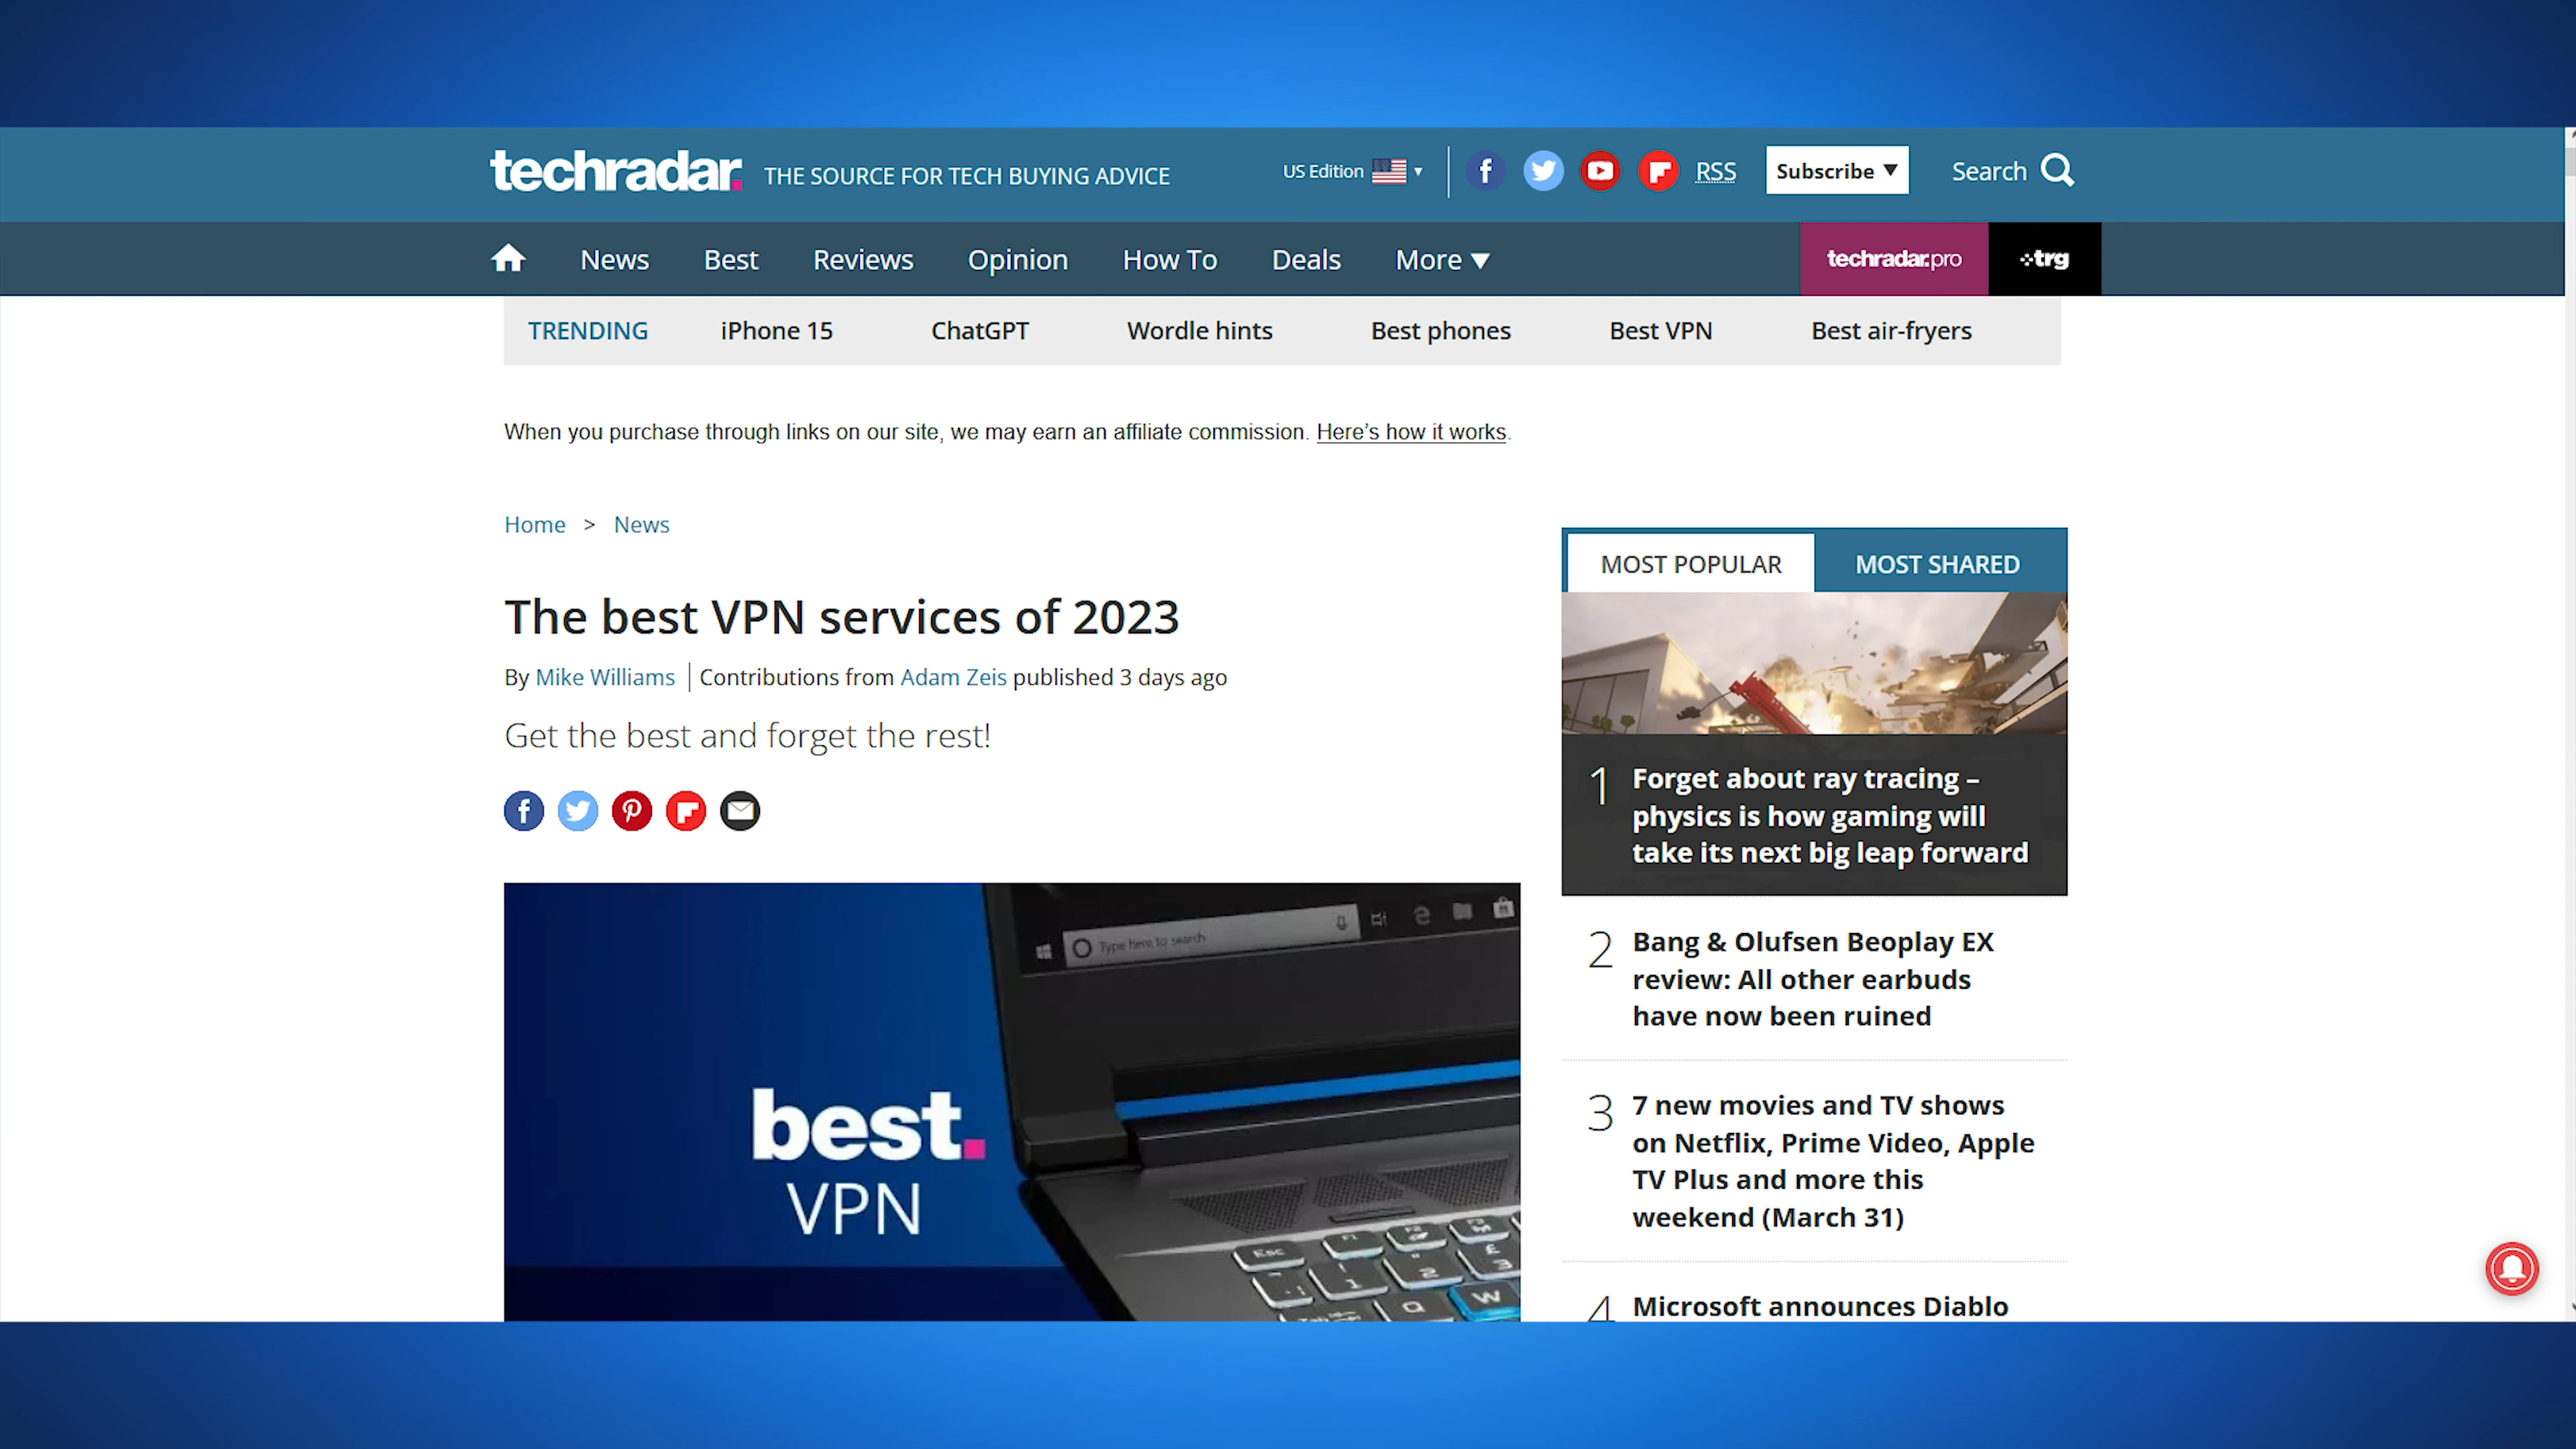 techradar. THE SOURCE FOR TECH BUYING ADVICE US Edition RSS Subscribe ▼ Search
News Best Reviews Opinion How To Deals More ▼ techradar.pro trg
TRENDING iPhone 15 ChatGPT Wordle hints Best phones Best VPN Best air-fryers
When you purchase through links on our site, we may earn an affiliate commission. Here's how it works.
Home > News
The best VPN services of 2023
By Mike Williams | Contributions from Adam Zeis published 3 days ago
Get the best and forget the rest!
Type here to search
best.
VPN
Esc F1 F2 F3
1 2 £ 3
Q W
MOST POPULAR MOST SHARED
1 Forget about ray tracing –
physics is how gaming will
take its next big leap forward
2 Bang & Olufsen Beoplay EX
review: All other earbuds
have now been ruined
3 7 new movies and TV shows
on Netflix, Prime Video, Apple
TV Plus and more this
weekend (March 31)
4 Microsoft announces Diablo